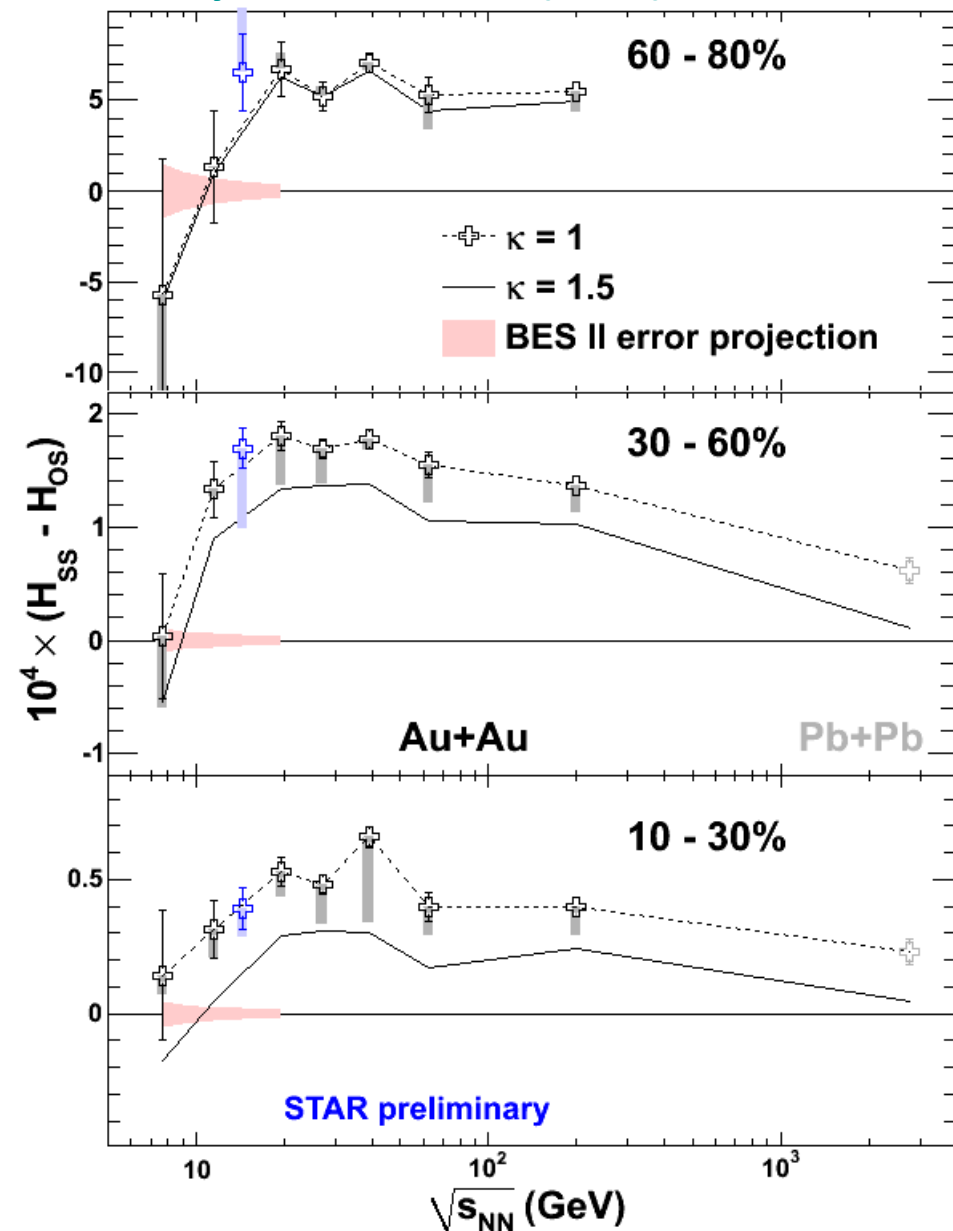 60 - 80%
5
0
-5
-10
κ = 1
κ = 1.5
BES II error projection
10⁴ × (H_SS - H_OS)
2
1
0
-1
30 - 60%
Au+Au
Pb+Pb
0.5
0
10 - 30%
STAR preliminary
10
10²
10³
√s_NN (GeV)